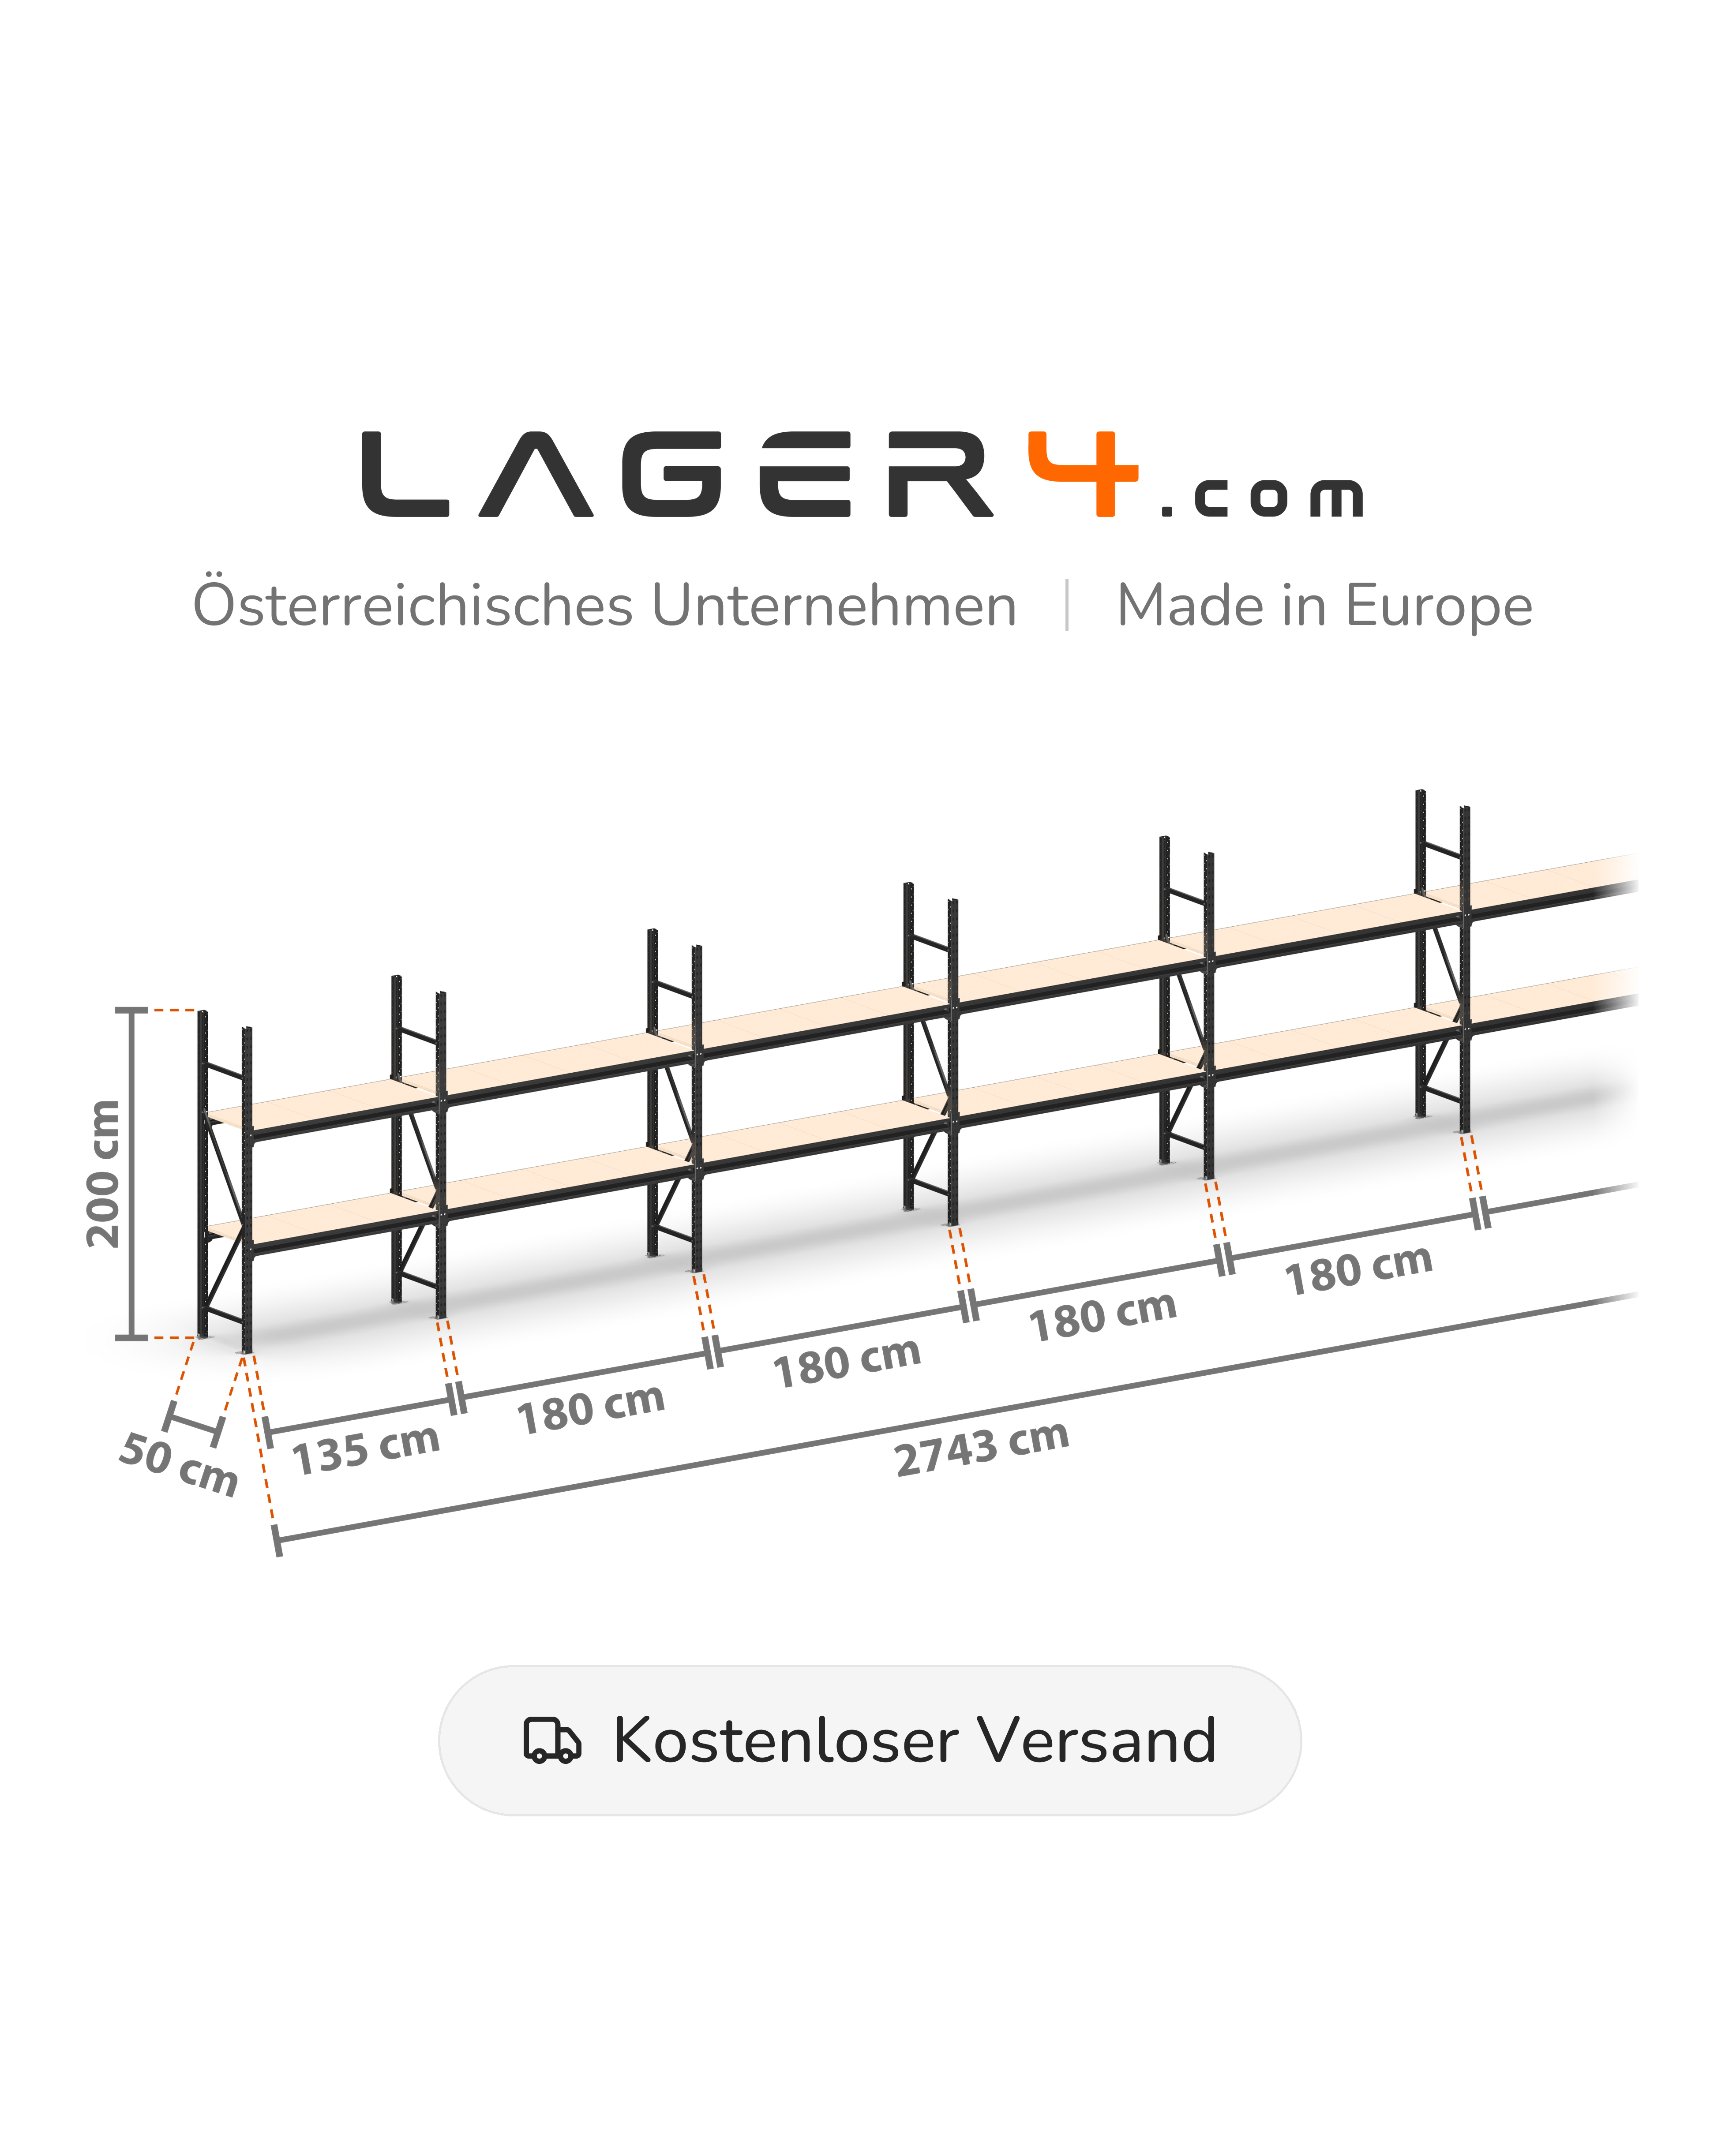 LAGER4.com
Österreichisches Unternehmen | Made in Europe
200 cm
50 cm
135 cm
180 cm
180 cm
180 cm
180 cm
2743 cm
Kostenloser Versand